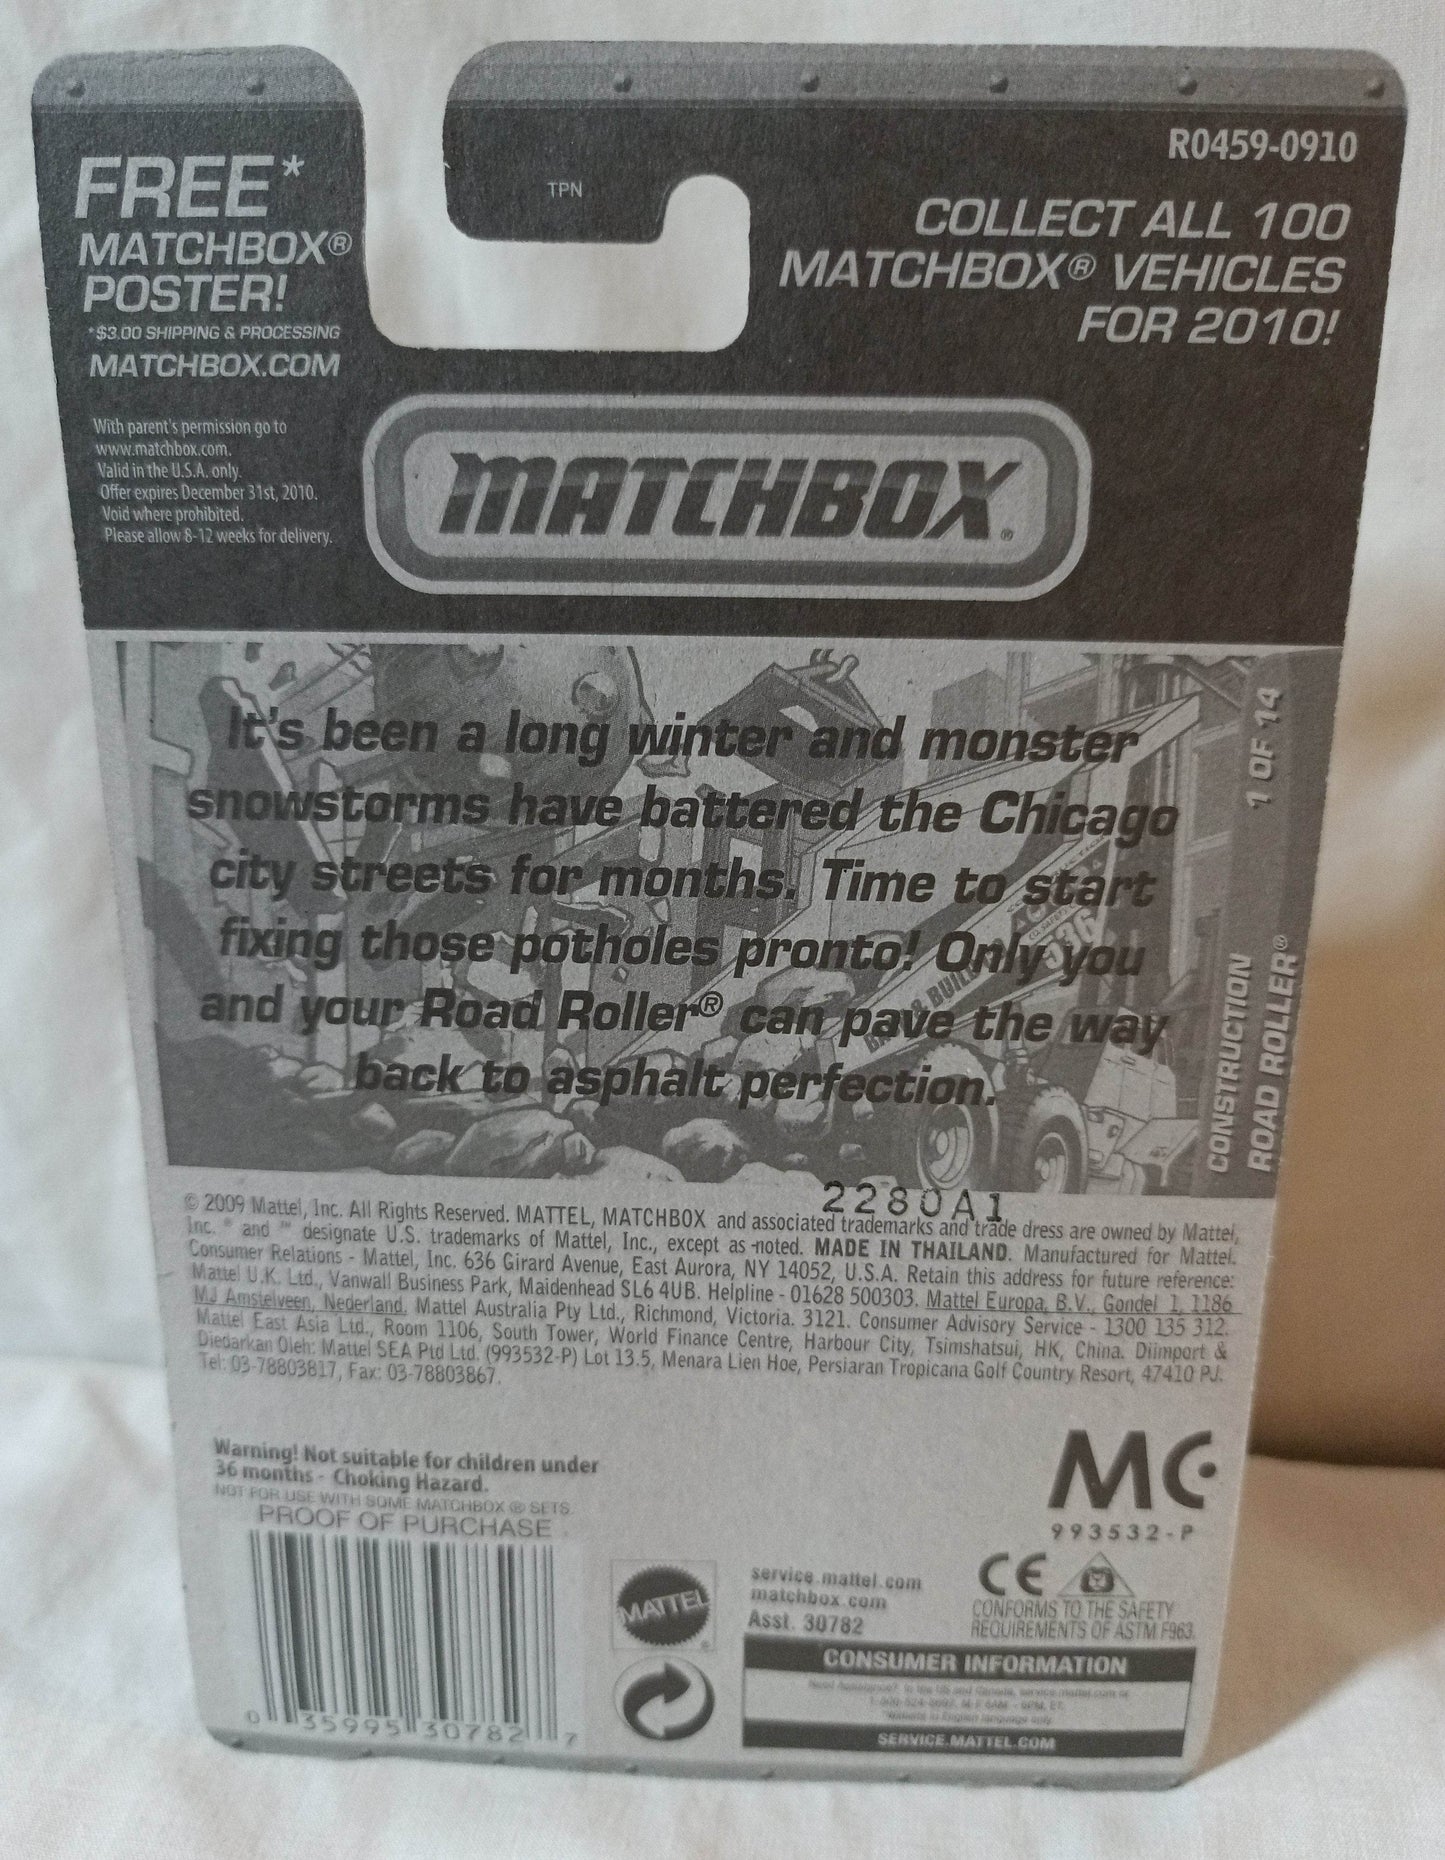 FREE*
MATCHBOX®
POSTER!
*$3.00 SHIPPING & PROCESSING
MATCHBOX.COM
With parent's permission go to
www.matchbox.com.
Valid in the U.S.A. only.
Offer expires December 31st, 2010.
Void where prohibited.
Please allow 8-12 weeks for delivery.
TPN
R0459-0910
COLLECT ALL 100
MATCHBOX® VEHICLES
FOR 2010!
MATCHBOX®
It's been a long winter and monster
snowstorms have battered the Chicago
city streets for months. Time to start
fixing those potholes pronto! Only you
and your Road Roller® can pave the way
back to asphalt perfection.
1 OF 14
CONSTRUCTION
ROAD ROLLER®
536
2280A1
© 2009 Mattel, Inc. All Rights Reserved. MATTEL, MATCHBOX and associated trademarks and trade dress are owned by Mattel,
Inc. ® and ™ designate U.S. trademarks of Mattel, Inc., except as noted. MADE IN THAILAND. Manufactured for Mattel.
Consumer Relations - Mattel, Inc. 636 Girard Avenue, East Aurora, NY 14052, U.S.A. Retain this address for future reference:
Mattel U.K. Ltd., Vanwall Business Park, Maidenhead SL6 4UB. Helpline - 01628 500303. Mattel Europa, B.V., Gondel 1, 1186
MJ Amstelveen, Nederland. Mattel Australia Pty Ltd., Richmond, Victoria. 3121. Consumer Advisory Service - 1300 135 312.
Mattel East Asia Ltd., Room 1106, South Tower, World Finance Centre, Harbour City, Tsimshatsui, HK, China. Diimport &
Diedarkan Oleh: Mattel SEA Ptd Ltd. (993532-P) Lot 13.5, Menara Lien Hoe, Persiaran Tropicana Golf Country Resort, 47410 PJ.
Tel: 03-78803817, Fax: 03-78803867.
Warning! Not suitable for children under
36 months - Choking Hazard.
NOT FOR USE WITH SOME MATCHBOX ® SETS.
PROOF OF PURCHASE
0 35995 30782 7
MATTEL ®
service.mattel.com
matchbox.com
Asst. 30782
MC
993532-P
CE
CONFORMS TO THE SAFETY
REQUIREMENTS OF ASTM F963.
CONSUMER INFORMATION
SERVICE.MATTEL.COM